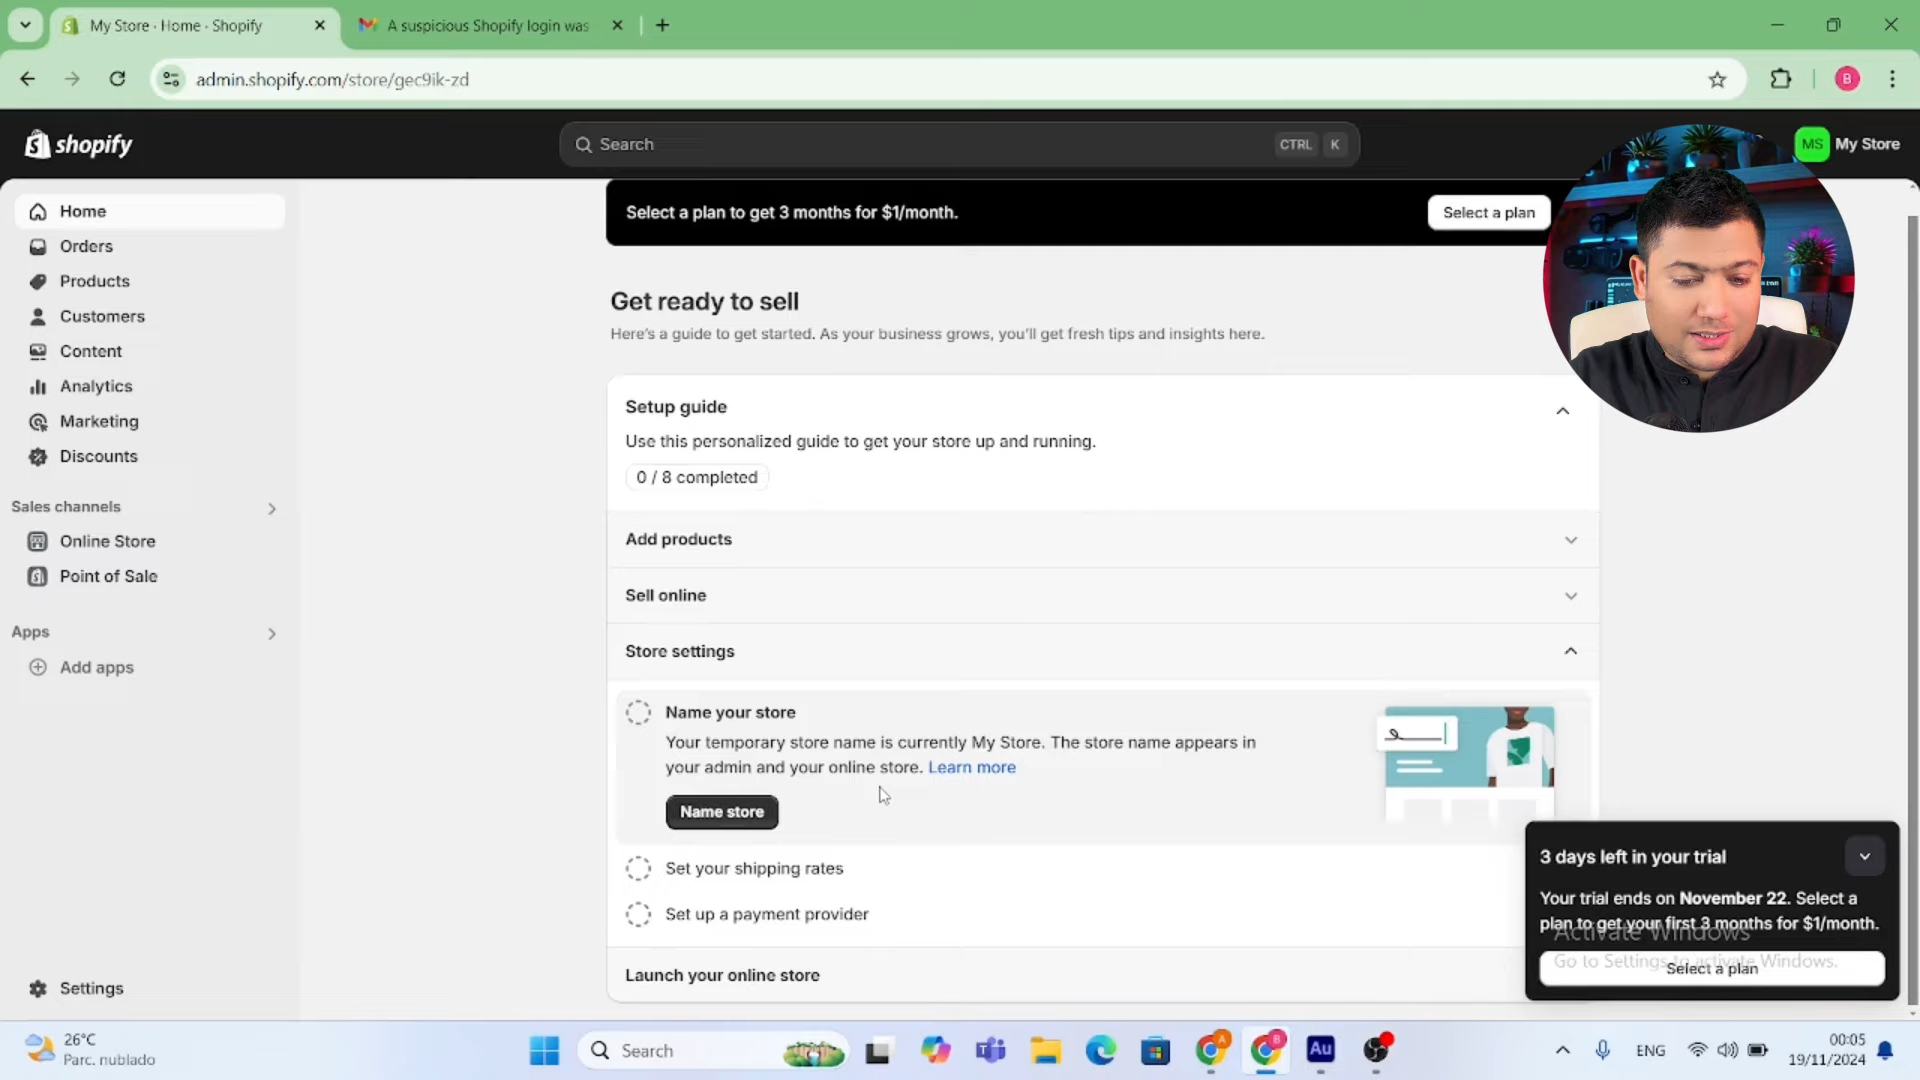 My Store · Home · Shopify
A suspicious Shopify login was
admin.shopify.com/store/gec9ik-zd
B
shopify
Search
CTRL K
MS My Store
Home
Orders
Products
Customers
Content
Analytics
Marketing
Discounts
Sales channels
Online Store
Point of Sale
Apps
Add apps
Settings
Select a plan to get 3 months for $1/month.
Select a plan
Get ready to sell
Here's a guide to get started. As your business grows, you'll get fresh tips and insights here.
Setup guide
Use this personalized guide to get your store up and running.
0 / 8 completed
Add products
Sell online
Store settings
Name your store
Your temporary store name is currently My Store. The store name appears in
your admin and your online store. Learn more
Name store
Set your shipping rates
Set up a payment provider
Launch your online store
3 days left in your trial
Your trial ends on November 22. Select a
plan to get your first 3 months for $1/month.
Select a plan
Activate Windows
Go to Settings to activate Windows.
26°C
Parc. nublado
Search
A
B
Au
ENG
00:05
19/11/2024